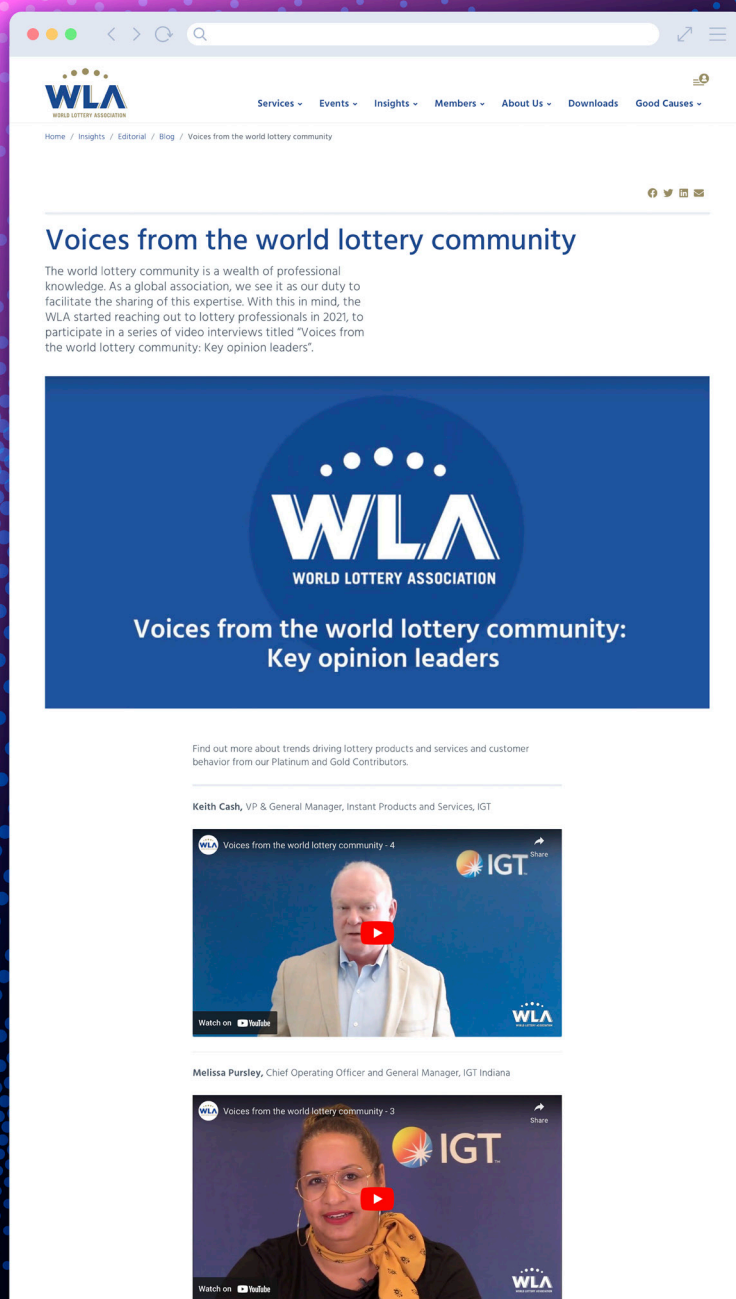 WLA
WORLD LOTTERY ASSOCIATION
Services Events Insights Members About Us Downloads Good Causes
Home / Insights / Editorial / Blog / Voices from the world lottery community
Voices from the world lottery community
The world lottery community is a wealth of professional
knowledge. As a global association, we see it as our duty to
facilitate the sharing of this expertise. With this in mind, the
WLA started reaching out to lottery professionals in 2021, to
participate in a series of video interviews titled “Voices from
the world lottery community: Key opinion leaders”.
WLA
WORLD LOTTERY ASSOCIATION
Voices from the world lottery community:
Key opinion leaders
Find out more about trends driving lottery products and services and customer
behavior from our Platinum and Gold Contributors.
Keith Cash, VP & General Manager, Instant Products and Services, IGT
WLA Voices from the world lottery community - 4
Share
IGT
Watch on YouTube
WLA
WORLD LOTTERY ASSOCIATION
Melissa Pursley, Chief Operating Officer and General Manager, IGT Indiana
WLA Voices from the world lottery community - 3
Share
IGT
Watch on YouTube
WLA
WORLD LOTTERY ASSOCIATION